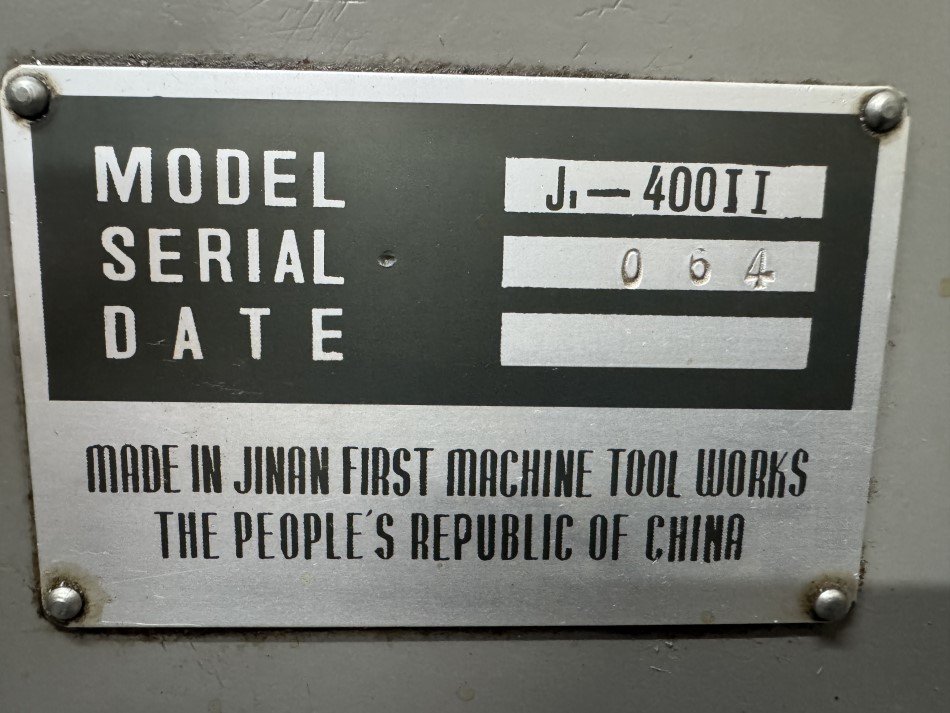 MODEL J₁—400II
SERIAL 064
DATE
MADE IN JINAN FIRST MACHINE TOOL WORKS
THE PEOPLE'S REPUBLIC OF CHINA